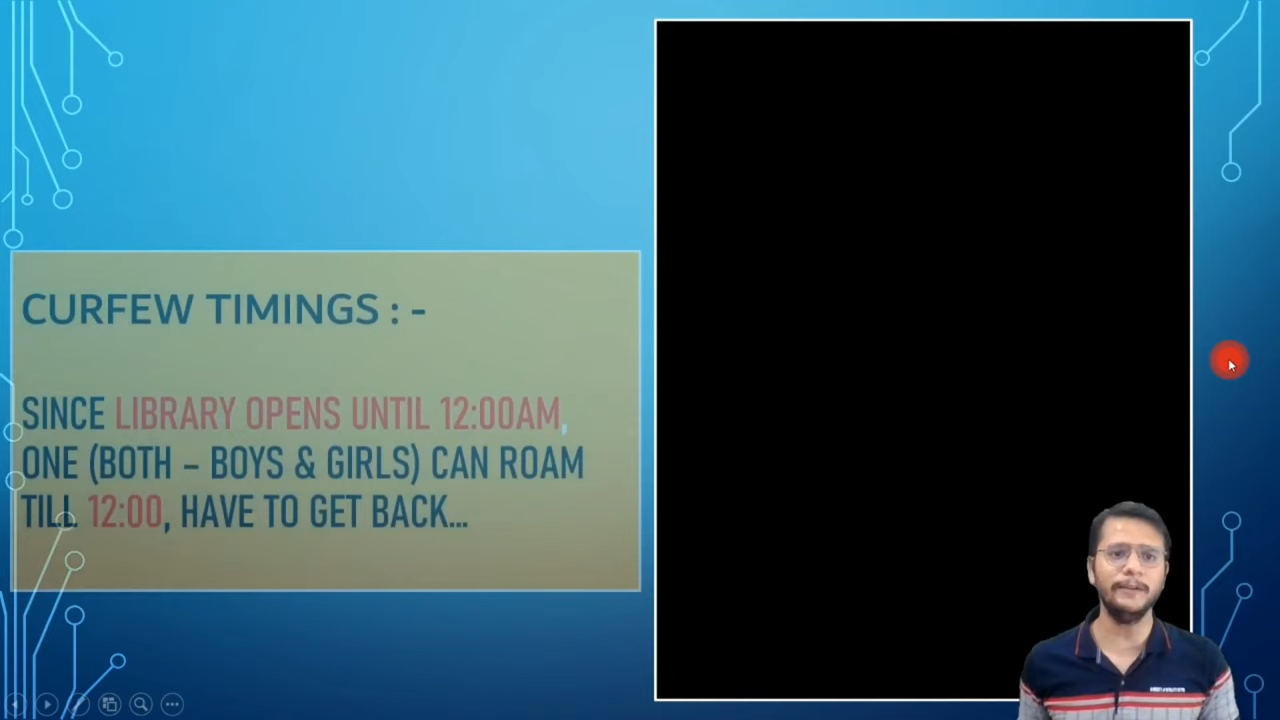 CURFEW TIMINGS : -
SINCE LIBRARY OPENS UNTIL 12:00AM,
ONE (BOTH – BOYS & GIRLS) CAN ROAM
TILL 12:00, HAVE TO GET BACK...